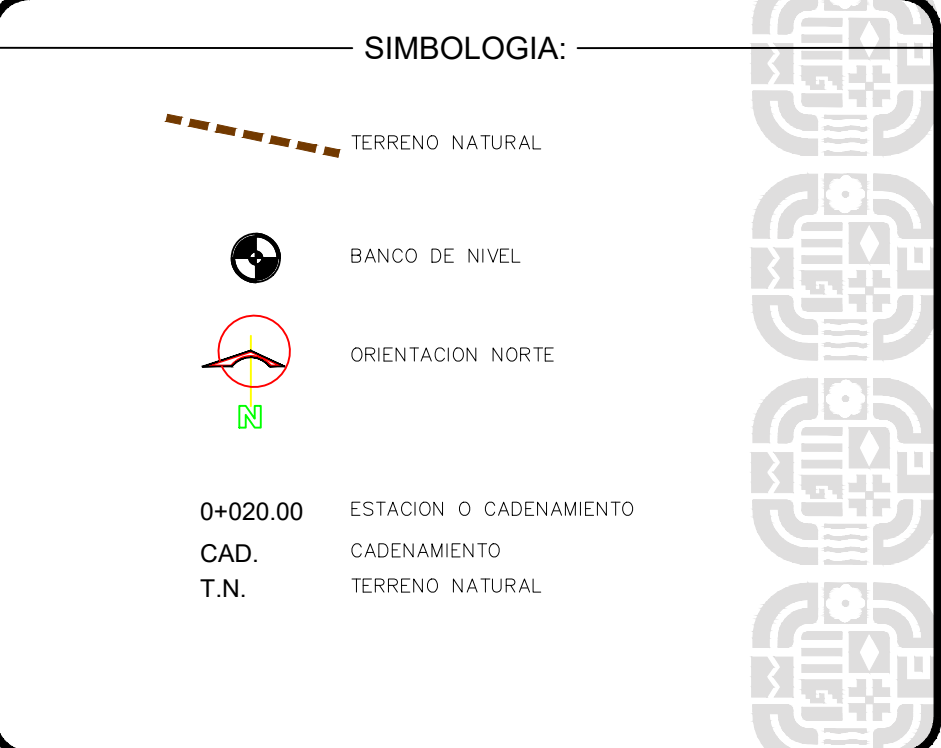 SIMBOLOGIA:
TERRENO NATURAL
BANCO DE NIVEL
ORIENTACION NORTE
N
0+020.00 ESTACION O CADENAMIENTO
CAD. CADENAMIENTO
T.N. TERRENO NATURAL